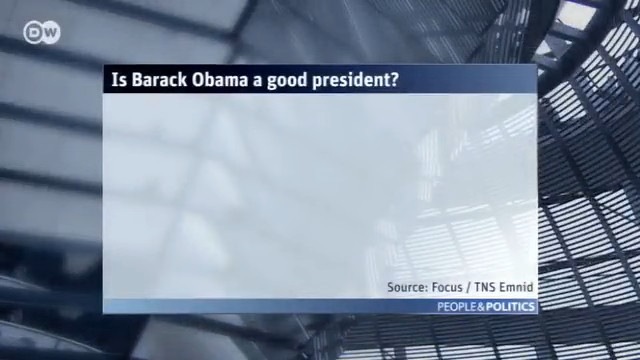 DW
Is Barack Obama a good president?
Source: Focus / TNS Emnid
PEOPLE&POLITICS